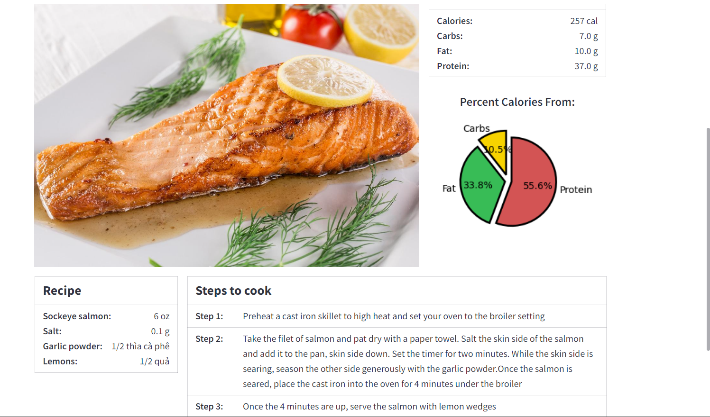 Calories: 257 cal
Carbs: 7.0 g
Fat: 10.0 g
Protein: 37.0 g
Percent Calories From:
Carbs
10.5%
Fat
33.8%
55.6%
Protein
Recipe
Sockeye salmon: 6 oz
Salt: 0.1 g
Garlic powder: 1/2 thìa cà phê
Lemons: 1/2 quả
Steps to cook
Step 1: Preheat a cast iron skillet to high heat and set your oven to the broiler setting
Step 2: Take the filet of salmon and pat dry with a paper towel. Salt the skin side of the salmon
and add it to the pan, skin side down. Set the timer for two minutes. While the skin side is
searing, season the other side generously with the garlic powder.Once the salmon is
seared, place the cast iron into the oven for 4 minutes under the broiler
Step 3: Once the 4 minutes are up, serve the salmon with lemon wedges